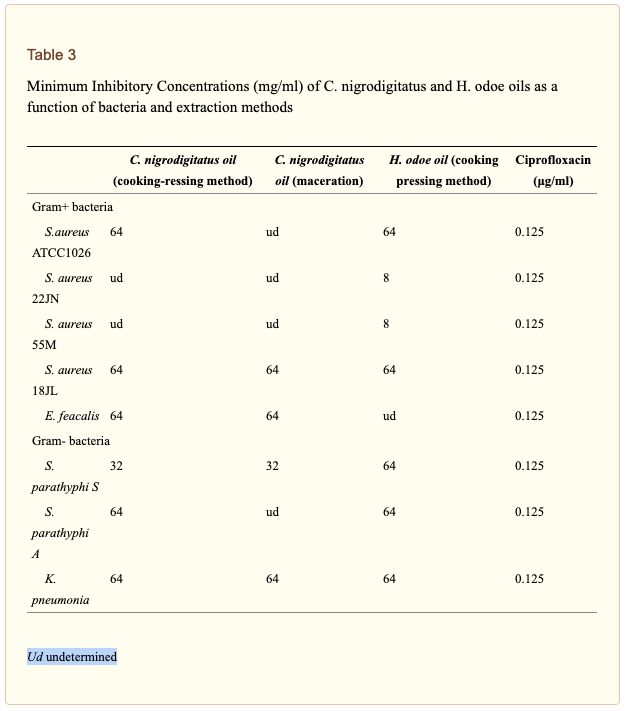 Table 3
Minimum Inhibitory Concentrations (mg/ml) of C. nigrodigitatus and H. odoe oils as a
function of bacteria and extraction methods
C. nigrodigitatus oil C. nigrodigitatus H. odoe oil (cooking Ciprofloxacin
(cooking-ressing method) oil (maceration) pressing method) (μg/ml)
Gram+ bacteria
S.aureus 64 ud 64 0.125
ATCC1026
S. aureus ud ud 8 0.125
22JN
S. aureus ud ud 8 0.125
55M
S. aureus 64 64 64 0.125
18JL
E. feacalis 64 64 ud 0.125
Gram- bacteria
S. 32 32 64 0.125
parathyphi S
S. 64 ud 64 0.125
parathyphi
A
K. 64 64 64 0.125
pneumonia
Ud undetermined